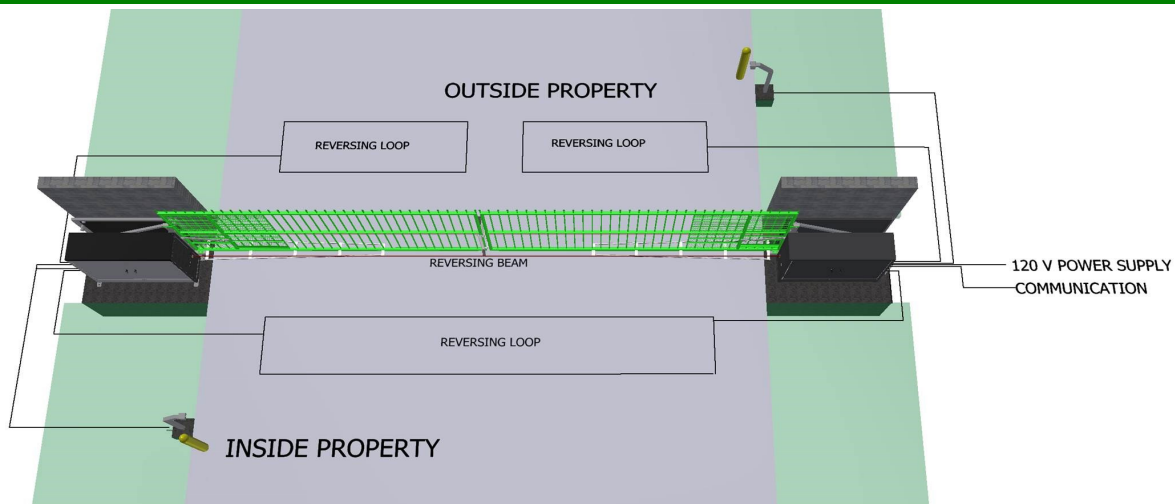 OUTSIDE PROPERTY
REVERSING LOOP
REVERSING LOOP
REVERSING BEAM
120 V POWER SUPPLY
COMMUNICATION
REVERSING LOOP
INSIDE PROPERTY